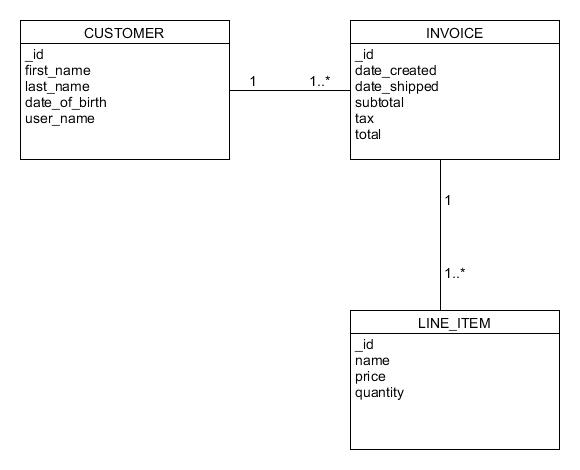 CUSTOMER
_id
first_name
last_name
date_of_birth
user_name
1
1..*
INVOICE
_id
date_created
date_shipped
subtotal
tax
total
1
1..*
LINE_ITEM
_id
name
price
quantity